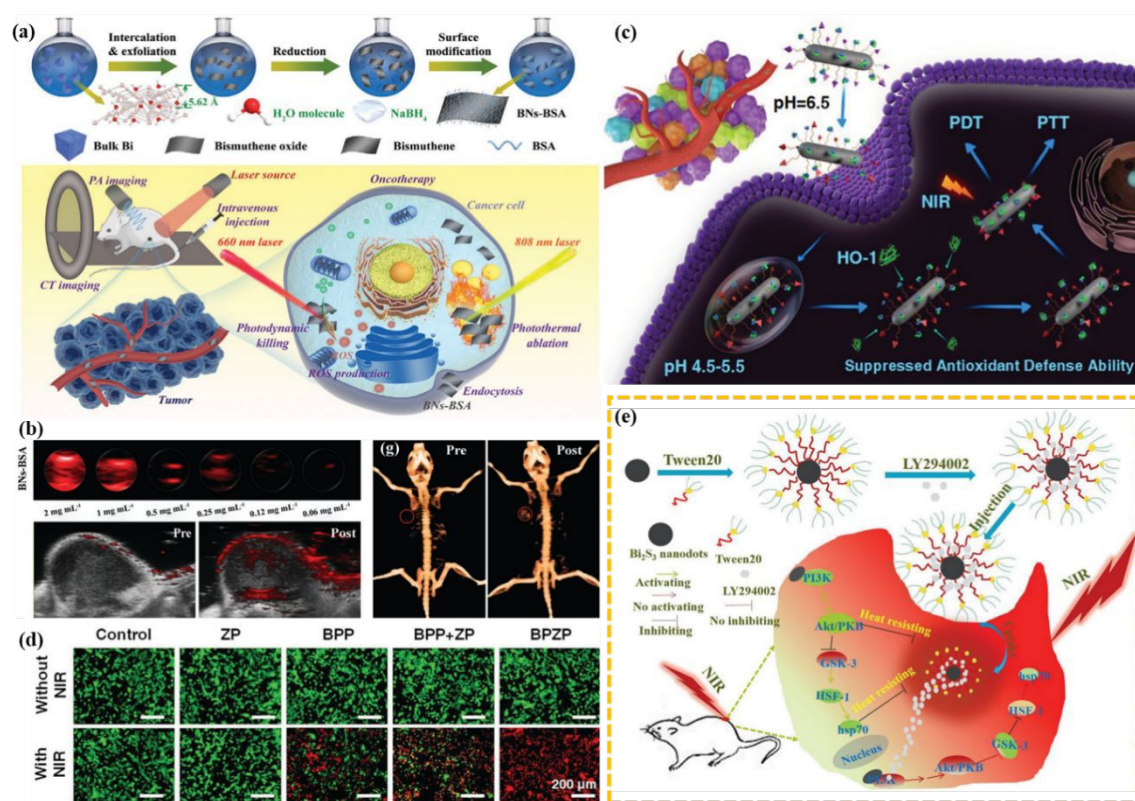 (a)
Intercalation
& exfoliation
Reduction
Surface
modification
5.62 Å
H₂O molecule
NaBH₄
BNs-BSA
Bulk Bi
Bismuthene oxide
Bismuthene
BSA
PA imaging
Laser source
Intravenous
injection
CT imaging
Tumor
Oncotherapy
Cancer cell
660 nm laser
808 nm laser
Photodynamic
killing
ROS
ROS production
Photothermal
ablation
Endocytosis
BNs-BSA
(b)
BNs-BSA
2 mg mL⁻¹
1 mg mL⁻¹
0.5 mg mL⁻¹
0.25 mg mL⁻¹
0.12 mg mL⁻¹
0.06 mg mL⁻¹
Pre
Post
(g)
Pre
Post
(c)
pH=6.5
PDT
PTT
NIR
HO-1
pH 4.5-5.5
Suppressed Antioxidant Defense Ability
(d)
Control
ZP
BPP
BPP+ZP
BPZP
Without
NIR
With
NIR
200 µm
(e)
Tween20
LY294002
Injection
Bi₂S₃ nanodots
Tween20
Activating
LY294002
No activating
No inhibiting
Inhibiting
NIR
NIR
PI3K
Akt/PKB
Heat resisting
GSK-3
HSF-1
Heat resisting
hsp70
Nucleus
Akt/PKB
GSK-3
HSF-1
hsp70